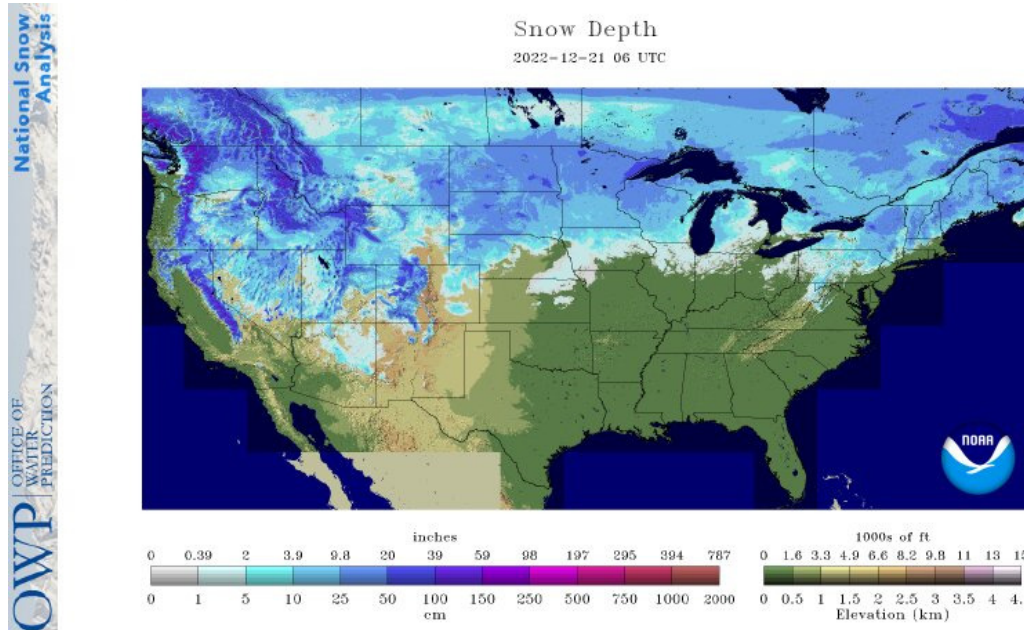 National Snow
Analysis
OWP
OFFICE OF
WATER
PREDICTION
Snow Depth
2022-12-21 06 UTC
NOAA
inches
0 0.39 2 3.9 9.8 20 39 59 98 197 295 394 787
0 1 5 10 25 50 100 150 250 500 750 1000 2000
cm
1000s of ft
0 1.6 3.3 4.9 6.6 8.2 9.8 11 13 15
0 0.5 1 1.5 2 2.5 3 3.5 4 4.
Elevation (km)